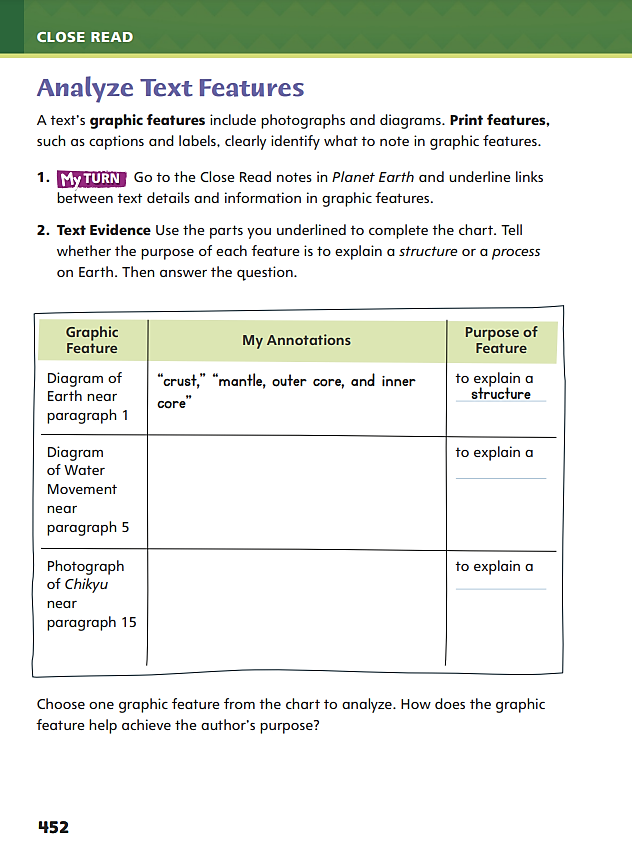 CLOSE READ
Analyze Text Features
A text's graphic features include photographs and diagrams. Print features,
such as captions and labels, clearly identify what to note in graphic features.
1. My TURN Go to the Close Read notes in Planet Earth and underline links
between text details and information in graphic features.
2. Text Evidence Use the parts you underlined to complete the chart. Tell
whether the purpose of each feature is to explain a structure or a process
on Earth. Then answer the question.
Graphic
Feature
My Annotations
Purpose of
Feature
Diagram of
Earth near
paragraph 1
“crust,” “mantle, outer core, and inner
core”
to explain a
structure
Diagram
of Water
Movement
near
paragraph 5
to explain a
Photograph
of Chikyu
near
paragraph 15
to explain a
Choose one graphic feature from the chart to analyze. How does the graphic
feature help achieve the author's purpose?
452